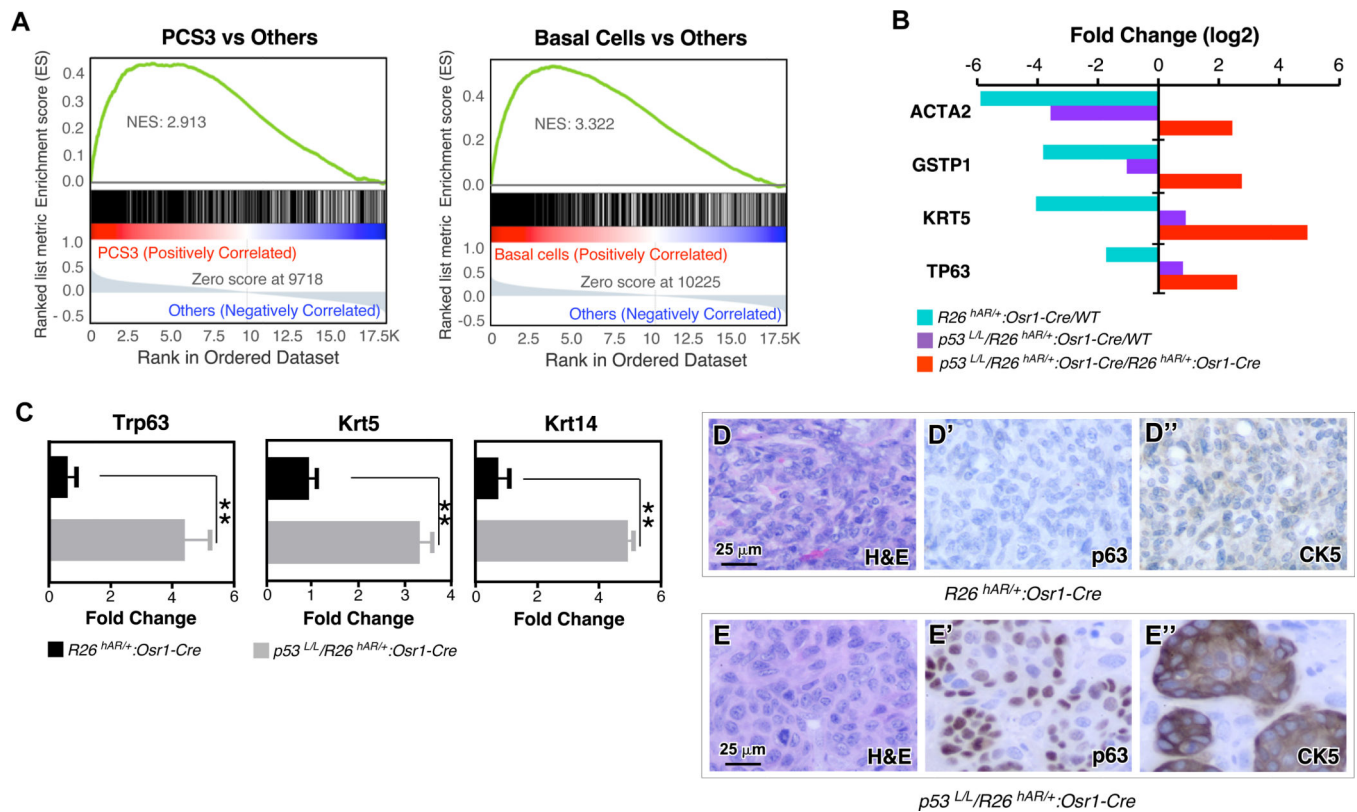 A
PCS3 vs Others
Enrichment score (ES)
0.4
0.3
0.2
0.1
0.0
NES: 2.913
Ranked list metric
1.0
0.5
0.0
- 0.5
PCS3 (Positively Correlated)
Zero score at 9718
Others (Negatively Correlated)
0 2.5 5.0 7.5 10 12.5 15.0 17.5K
Rank in Ordered Dataset
Basal Cells vs Others
Enrichment score (ES)
0.4
0.2
0.0
NES: 3.322
Ranked list metric
1.0
0.5
0.0
-0.5
Basal cells (Positively Correlated)
Zero score at 10225
Others (Negatively Correlated)
0 2.5 5.0 7.5 10 12.5 15.0 17.5K
Rank in Ordered Dataset
B
Fold Change (log2)
-6 -4 -2 0 2 4 6
ACTA2
GSTP1
KRT5
TP63
R26 hAR/+:Osr1-Cre/WT
p53 L/L/R26 hAR/+:Osr1-Cre/WT
p53 L/L/R26 hAR/+:Osr1-Cre/R26 hAR/+:Osr1-Cre
C
Trp63
**
0 2 4 6
Fold Change
Krt5
**
0 1 2 3 4
Fold Change
Krt14
**
0 2 4 6
Fold Change
R26 hAR/+:Osr1-Cre
p53 L/L/R26 hAR/+:Osr1-Cre
D
25 μm
H&E
D'
p63
D''
CK5
R26 hAR/+:Osr1-Cre
E
25 μm
H&E
E'
p63
E''
CK5
p53 L/L/R26 hAR/+:Osr1-Cre